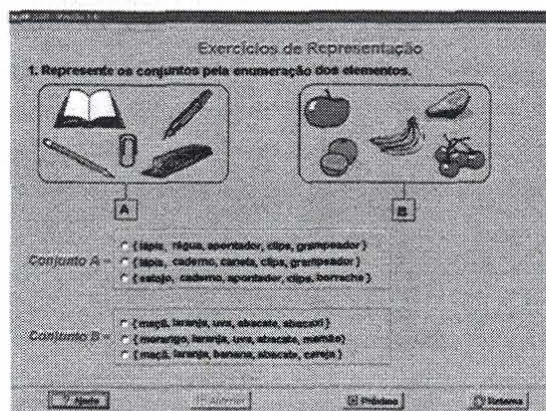 Exercícios de Representação
1. Represente os conjuntos pela enumeração dos elementos.
A
B
Conjunto A =
{ lápis, régua, apontador, clips, grampeador }
{ lápis, caderno, caneta, clips, grampeador }
{ estojo, caderno, apontador, clips, borracha }
Conjunto B =
{ maçã, laranja, uva, abacate, abacaxi }
{ morango, laranja, uva, abacate, mamão }
{ maçã, laranja, banana, abacate, cereja }
? Ajuda
Anterior
Próximo
Retorna